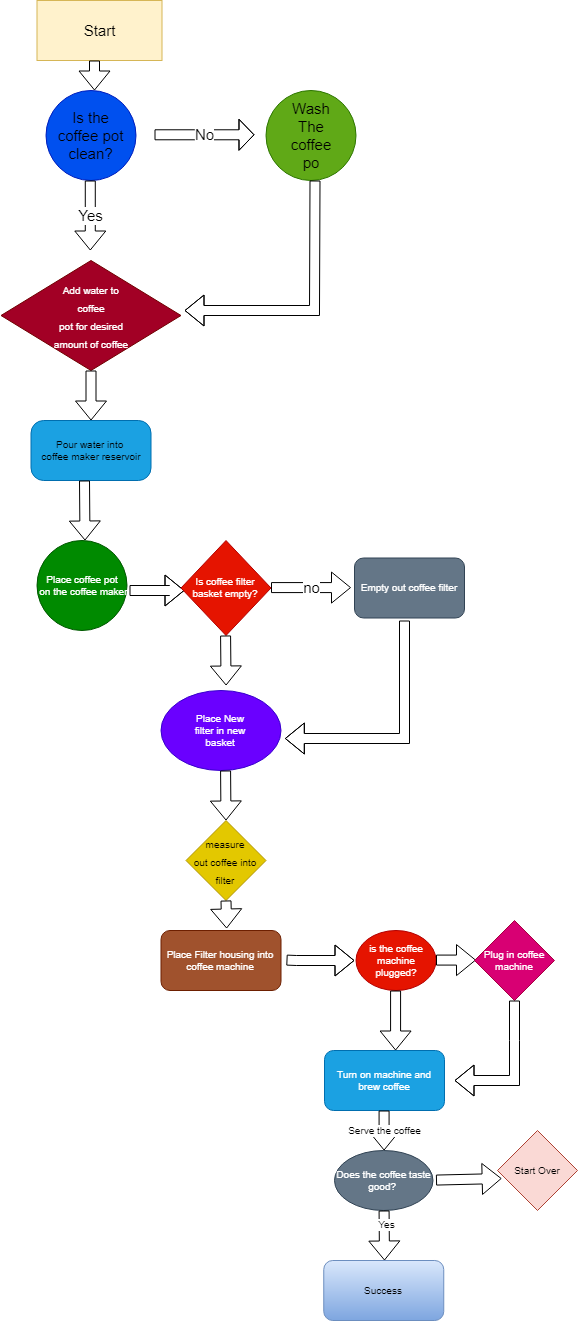 Start
Is the
coffee pot
clean?
No
Wash
The
coffee
po
Yes
Add water to
coffee
pot for desired
amount of coffee
Pour water into
coffee maker reservoir
Place coffee pot
on the coffee maker
Is coffee filter
basket empty?
no
Empty out coffee filter
Place New
filter in new
basket
measure
out coffee into
filter
Place Filter housing into
coffee machine
is the coffee
machine
plugged?
Plug in coffee
machine
Turn on machine and
brew coffee
Serve the coffee
Does the coffee taste
good?
Start Over
Yes
Success